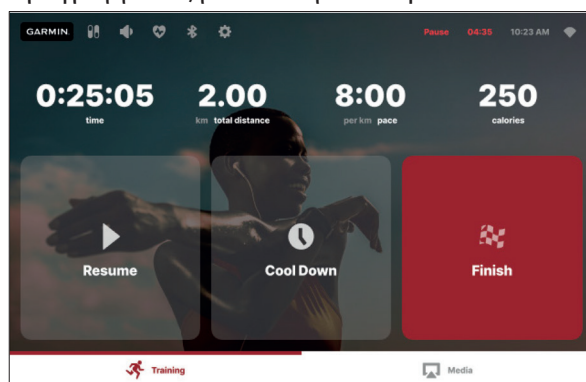 GARMIN
Pause 04:35 10:23 AM
0:25:05 2.00 8:00 250
time km total distance per km pace calories
Resume Cool Down Finish
Training Media